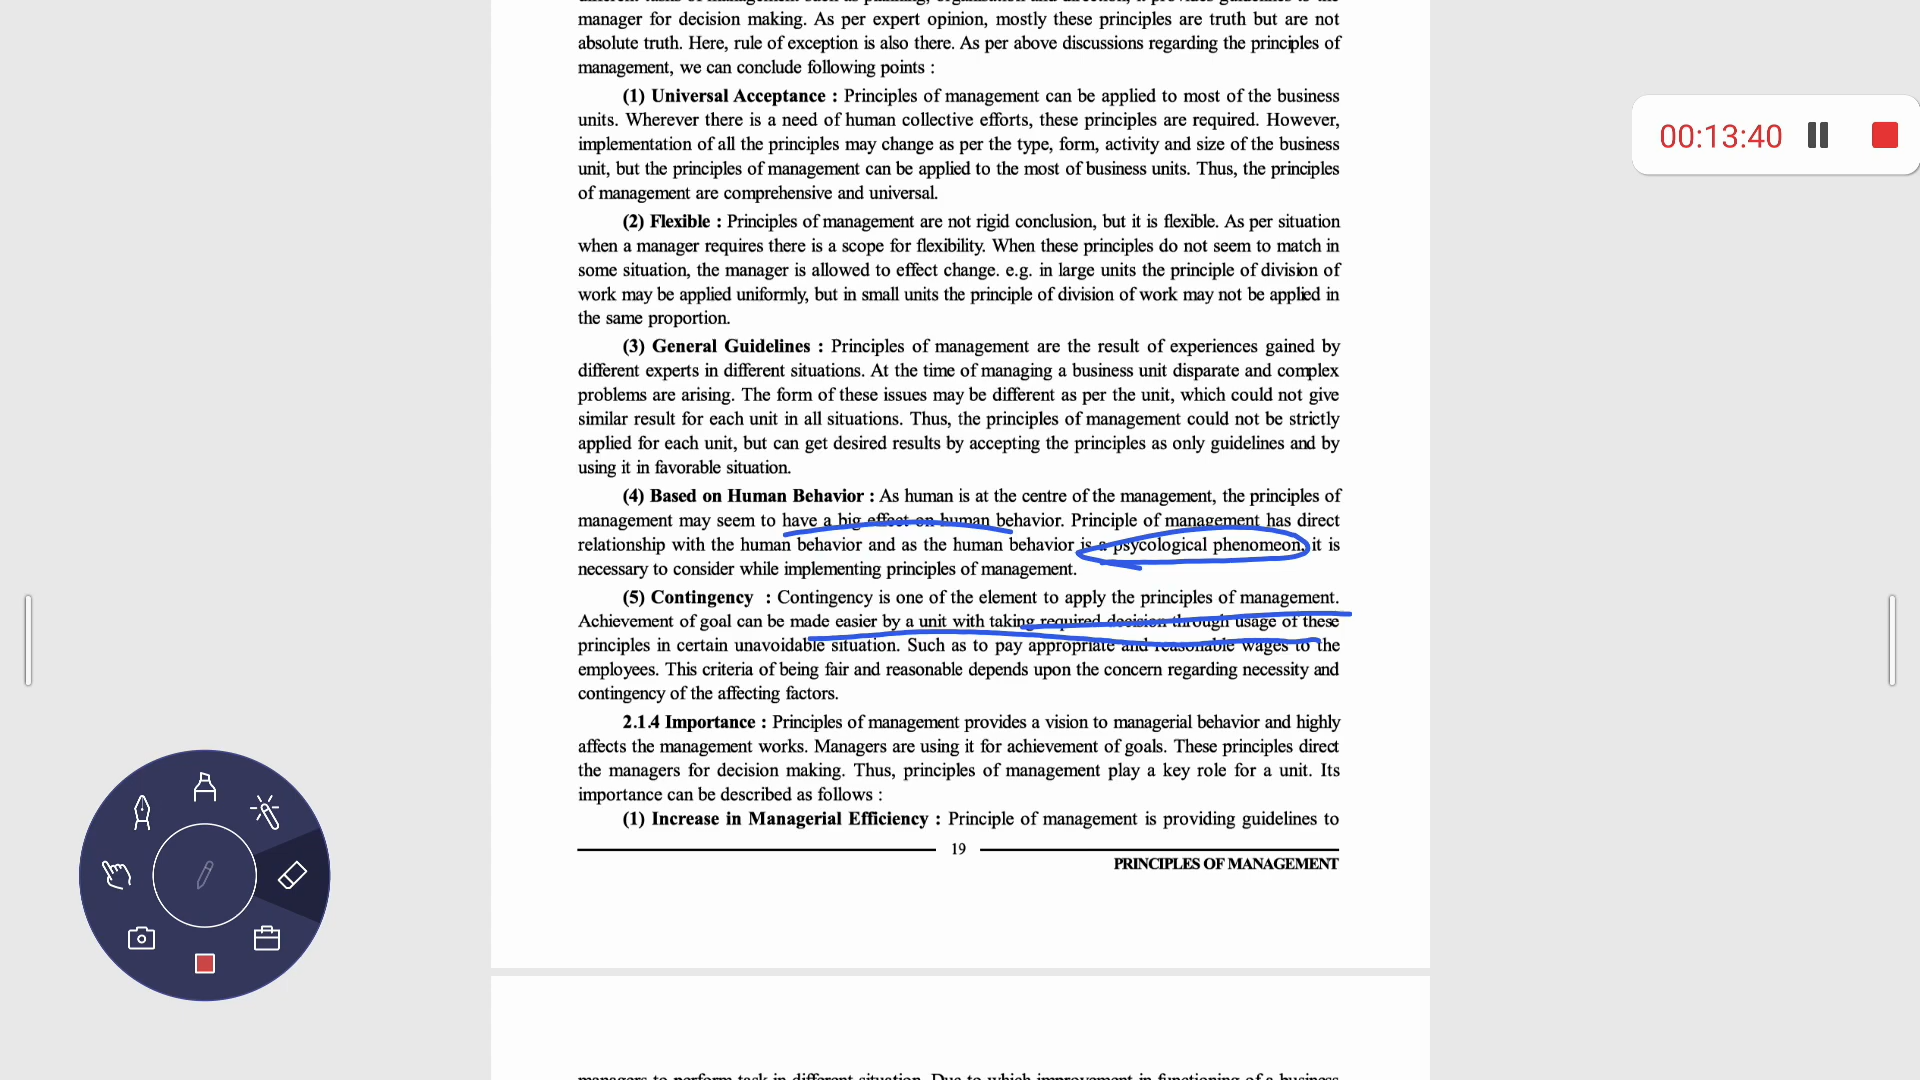 manager for decision making. As per expert opinion, mostly these principles are truth but are not
absolute truth. Here, rule of exception is also there. As per above discussions regarding the principles of
management, we can conclude following points :
(1) Universal Acceptance : Principles of management can be applied to most of the business
units. Wherever there is a need of human collective efforts, these principles are required. However,
implementation of all the principles may change as per the type, form, activity and size of the business
unit, but the principles of management can be applied to the most of business units. Thus, the principles
of management are comprehensive and universal.
(2) Flexible : Principles of management are not rigid conclusion, but it is flexible. As per situation
when a manager requires there is a scope for flexibility. When these principles do not seem to match in
some situation, the manager is allowed to effect change. e.g. in large units the principle of division of
work may be applied uniformly, but in small units the principle of division of work may not be applied in
the same proportion.
(3) General Guidelines : Principles of management are the result of experiences gained by
different experts in different situations. At the time of managing a business unit disparate and complex
problems are arising. The form of these issues may be different as per the unit, which could not give
similar result for each unit in all situations. Thus, the principles of management could not be strictly
applied for each unit, but can get desired results by accepting the principles as only guidelines and by
using it in favorable situation.
(4) Based on Human Behavior : As human is at the centre of the management, the principles of
management may seem to have a big effect on human behavior. Principle of management has direct
relationship with the human behavior and as the human behavior is a psycological phenomeon, it is
necessary to consider while implementing principles of management.
(5) Contingency : Contingency is one of the element to apply the principles of management.
Achievement of goal can be made easier by a unit with taking required decision through usage of these
principles in certain unavoidable situation. Such as to pay appropriate and reasonable wages to the
employees. This criteria of being fair and reasonable depends upon the concern regarding necessity and
contingency of the affecting factors.
2.1.4 Importance : Principles of management provides a vision to managerial behavior and highly
affects the management works. Managers are using it for achievement of goals. These principles direct
the managers for decision making. Thus, principles of management play a key role for a unit. Its
importance can be described as follows :
(1) Increase in Managerial Efficiency : Principle of management is providing guidelines to
19
PRINCIPLES OF MANAGEMENT
00:13:40